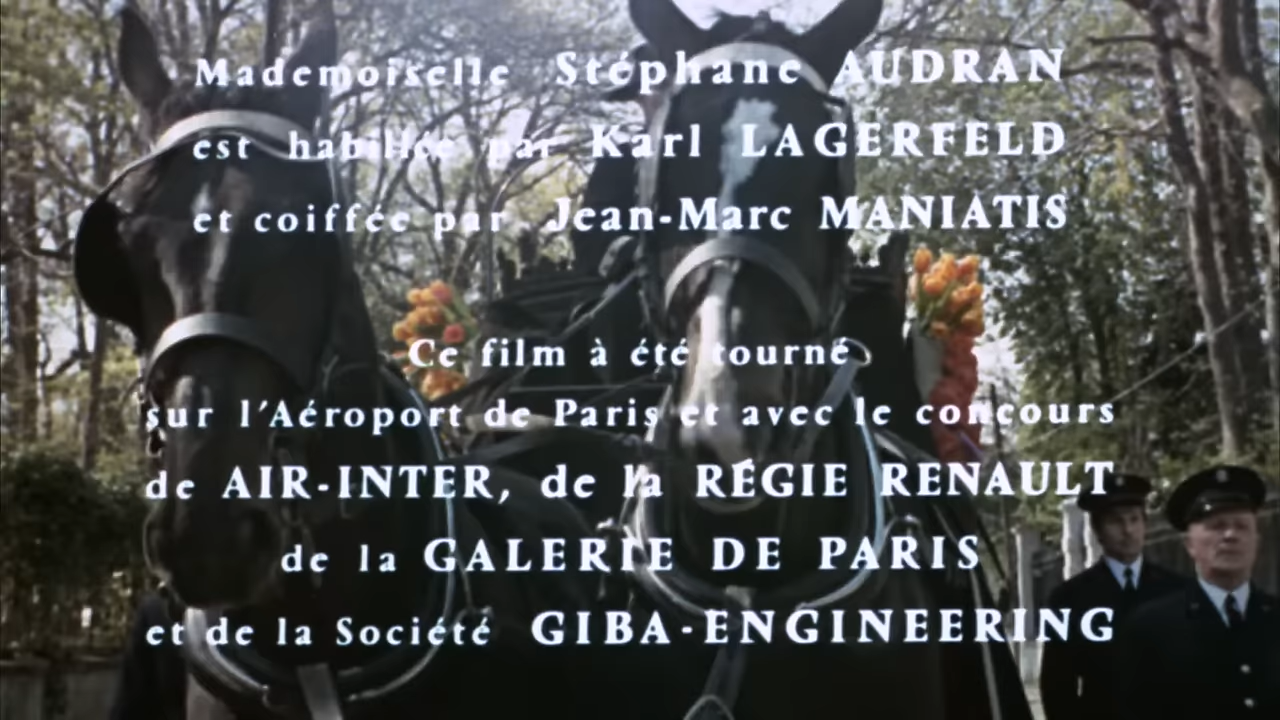 Mademoiselle Stéphane AUDRAN
est habillée par Karl LAGERFELD
et coiffée par Jean-Marc MANIATIS
Ce film à été tourné
sur l'Aéroport de Paris et avec le concours
de AIR-INTER, de la RÉGIE RENAULT
de la GALERIE DE PARIS
et de la Société GIBA-ENGINEERING